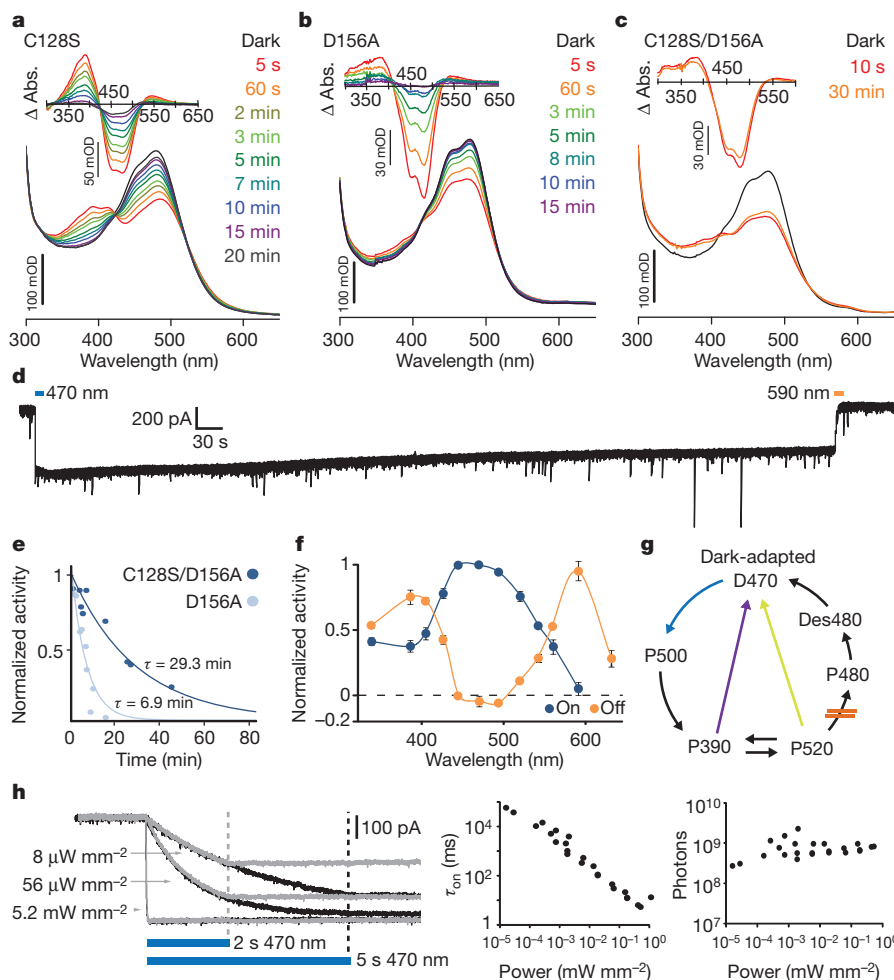 a
C128S
Dark
5 s
60 s
2 min
3 min
5 min
7 min
10 min
15 min
20 min
Δ Abs.
450
350
550
650
50 mOD
100 mOD
300 400 500 600
Wavelength (nm)
b
D156A
Dark
5 s
60 s
3 min
5 min
8 min
10 min
15 min
Δ Abs.
450
350
550
650
30 mOD
100 mOD
300 400 500 600
Wavelength (nm)
c
C128S/D156A
Dark
10 s
30 min
Δ Abs.
450
350
550
30 mOD
100 mOD
300 400 500 600
Wavelength (nm)
d
470 nm
590 nm
200 pA
30 s
e
Normalized activity
1
0.5
0
C128S/D156A
D156A
τ = 29.3 min
τ = 6.9 min
0 20 40 60 80
Time (min)
f
Normalized activity
1
0.5
0
−0.2
On Off
400 500 600
Wavelength (nm)
g
Dark-adapted
D470
Des480
P500
P480
P390
P520
h
100 pA
8 µW mm−2
56 µW mm−2
5.2 mW mm−2
2 s 470 nm
5 s 470 nm
τon (ms)
10⁴
10²
1
10−5 10−3 10−2 10⁰
Power (mW mm−2)
Photons
10¹⁰
10⁹
10⁸
10⁷
10−5 10−3 10−2 10⁰
Power (mW mm−2)